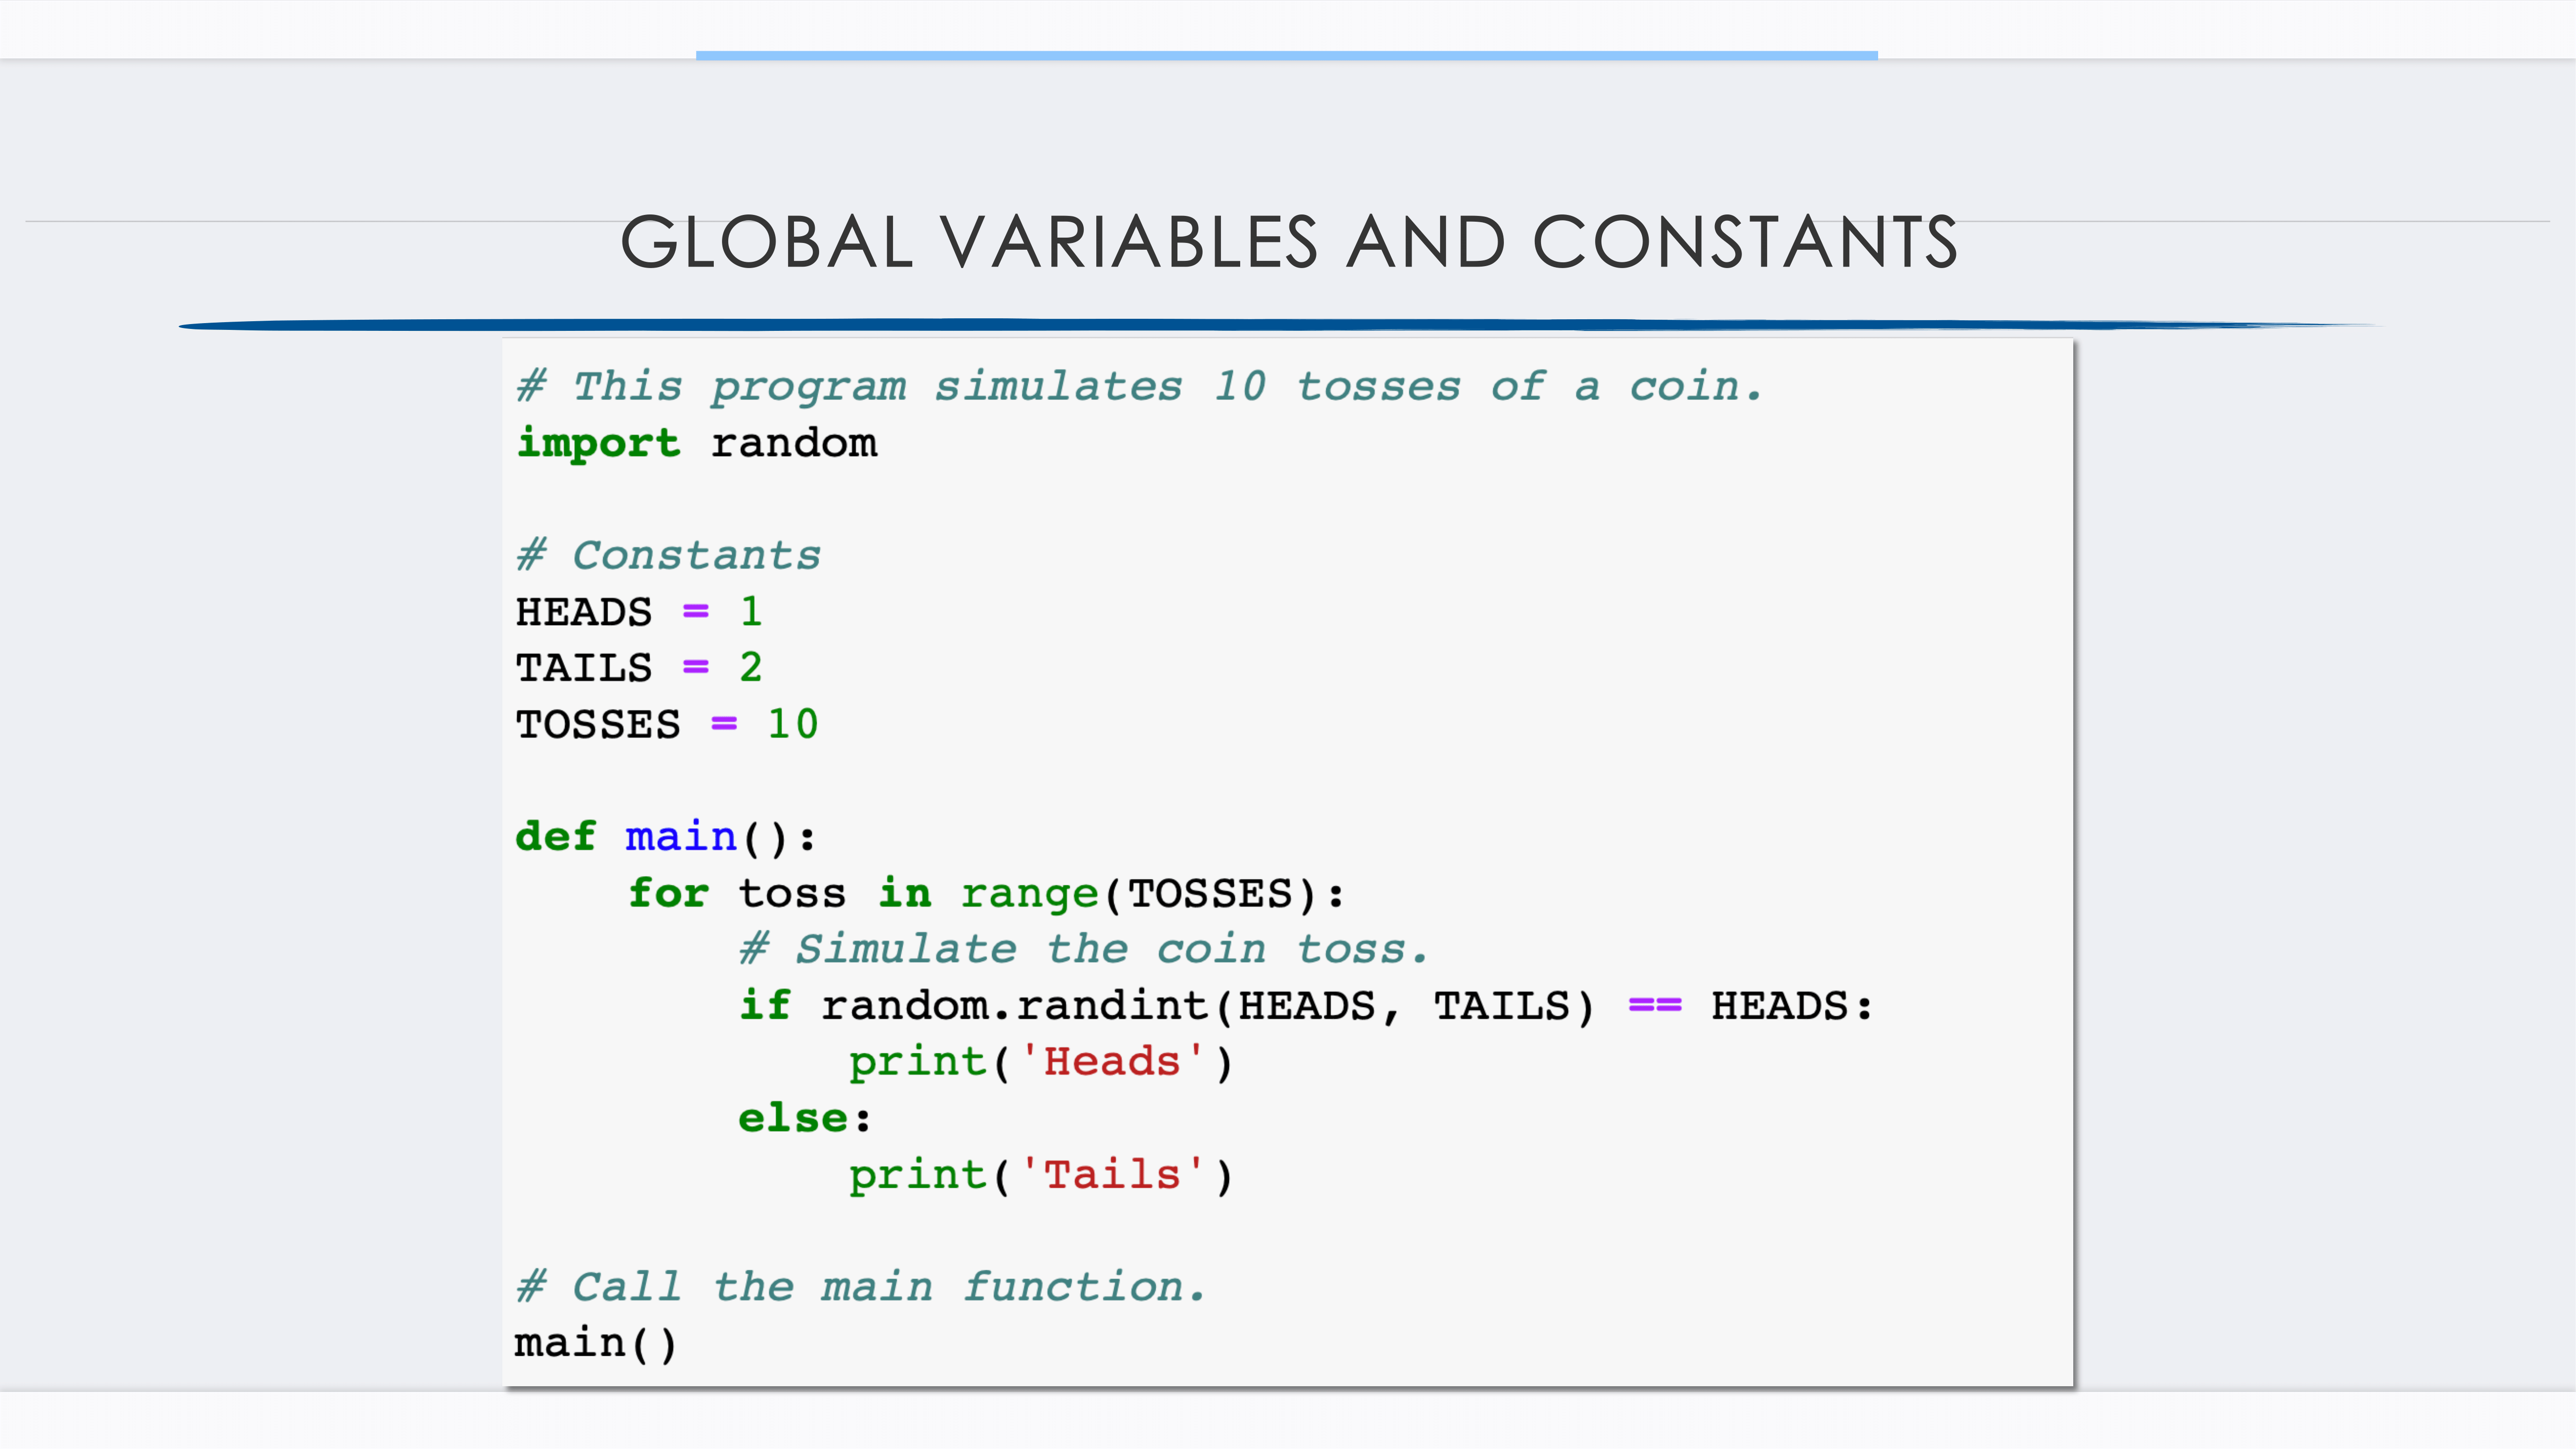 GLOBAL VARIABLES AND CONSTANTS
# This program simulates 10 tosses of a coin.
import random

# Constants
HEADS = 1
TAILS = 2
TOSSES = 10

def main():
    for toss in range(TOSSES):
        # Simulate the coin toss.
        if random.randint(HEADS, TAILS) == HEADS:
            print('Heads')
        else:
            print('Tails')

# Call the main function.
main()